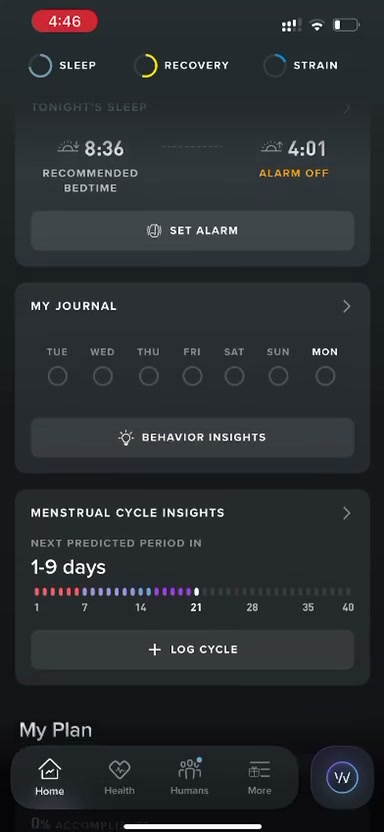 4:46
SLEEP RECOVERY STRAIN
TONIGHT'S SLEEP
8:36 4:01
RECOMMENDED BEDTIME ALARM OFF
SET ALARM
MY JOURNAL
TUE WED THU FRI SAT SUN MON
BEHAVIOR INSIGHTS
MENSTRUAL CYCLE INSIGHTS
NEXT PREDICTED PERIOD IN
1-9 days
1 7 14 21 28 35 40
+ LOG CYCLE
My Plan
Home Health Humans More
W
0% ACCOMPLISHED